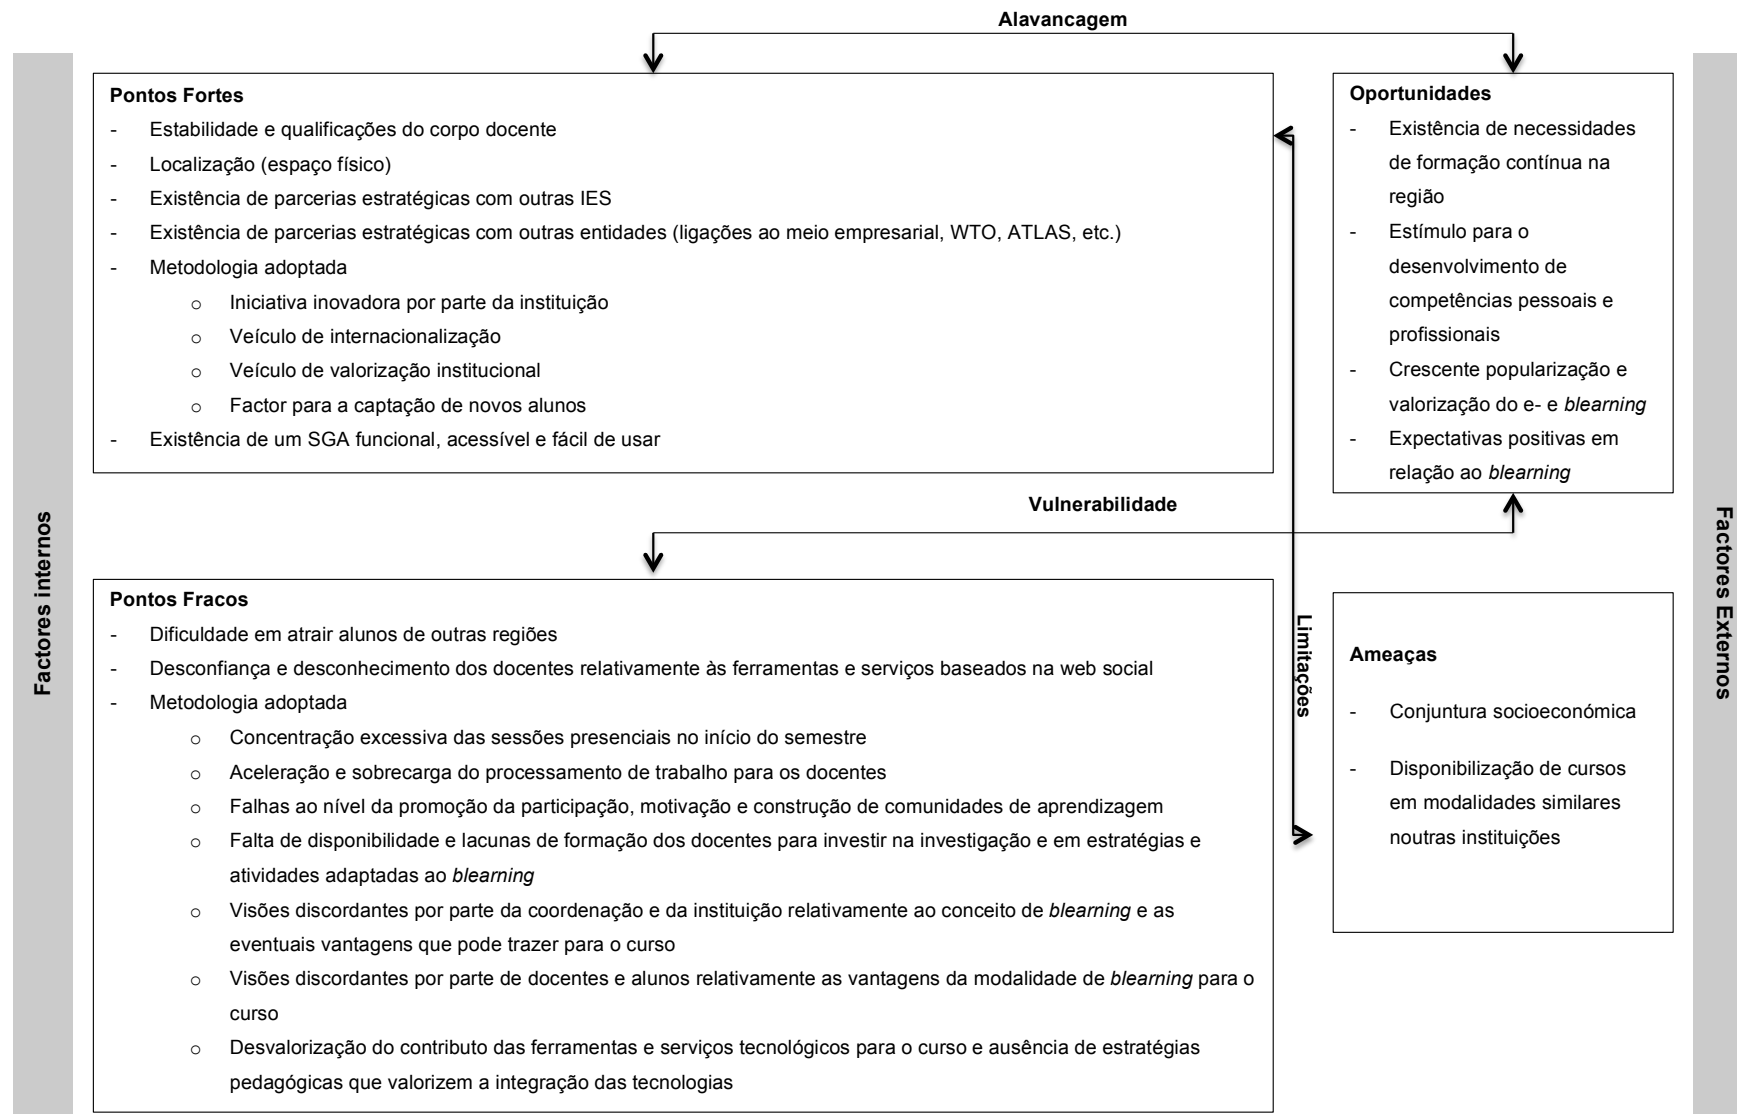 Alavancagem
Factores internos
Pontos Fortes
- Estabilidade e qualificações do corpo docente
- Localização (espaço físico)
- Existência de parcerias estratégicas com outras IES
- Existência de parcerias estratégicas com outras entidades (ligações ao meio empresarial, WTO, ATLAS, etc.)
- Metodologia adoptada
o Iniciativa inovadora por parte da instituição
o Veículo de internacionalização
o Veículo de valorização institucional
o Factor para a captação de novos alunos
- Existência de um SGA funcional, acessível e fácil de usar
Oportunidades
- Existência de necessidades
de formação contínua na
região
- Estímulo para o
desenvolvimento de
competências pessoais e
profissionais
- Crescente popularização e
valorização do e- e blearning
- Expectativas positivas em
relação ao blearning
Vulnerabilidade
Pontos Fracos
- Dificuldade em atrair alunos de outras regiões
- Desconfiança e desconhecimento dos docentes relativamente às ferramentas e serviços baseados na web social
- Metodologia adoptada
o Concentração excessiva das sessões presenciais no início do semestre
o Aceleração e sobrecarga do processamento de trabalho para os docentes
o Falhas ao nível da promoção da participação, motivação e construção de comunidades de aprendizagem
o Falta de disponibilidade e lacunas de formação dos docentes para investir na investigação e em estratégias e
atividades adaptadas ao blearning
o Visões discordantes por parte da coordenação e da instituição relativamente ao conceito de blearning e as
eventuais vantagens que pode trazer para o curso
o Visões discordantes por parte de docentes e alunos relativamente as vantagens da modalidade de blearning para o
curso
o Desvalorização do contributo das ferramentas e serviços tecnológicos para o curso e ausência de estratégias
pedagógicas que valorizem a integração das tecnologias
Limitações
Ameaças
- Conjuntura socioeconómica
- Disponibilização de cursos
em modalidades similares
noutras instituições
Factores Externos